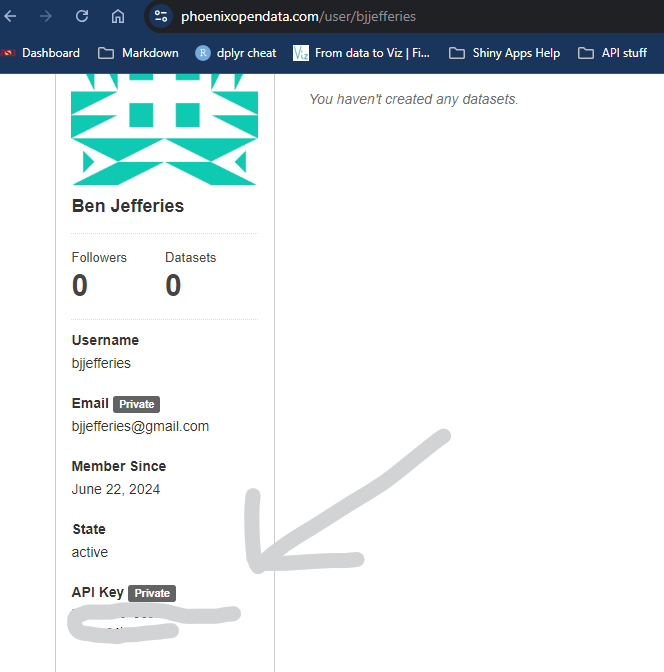 phoenixopendata.com/user/bjjefferies
Dashboard Markdown R dplyr cheat Viz From data to Viz | Fi... Shiny Apps Help API stuff
You haven't created any datasets.
Ben Jefferies
Followers Datasets
0 0
Username
bjjefferies
Email Private
bjjefferies@gmail.com
Member Since
June 22, 2024
State
active
API Key Private